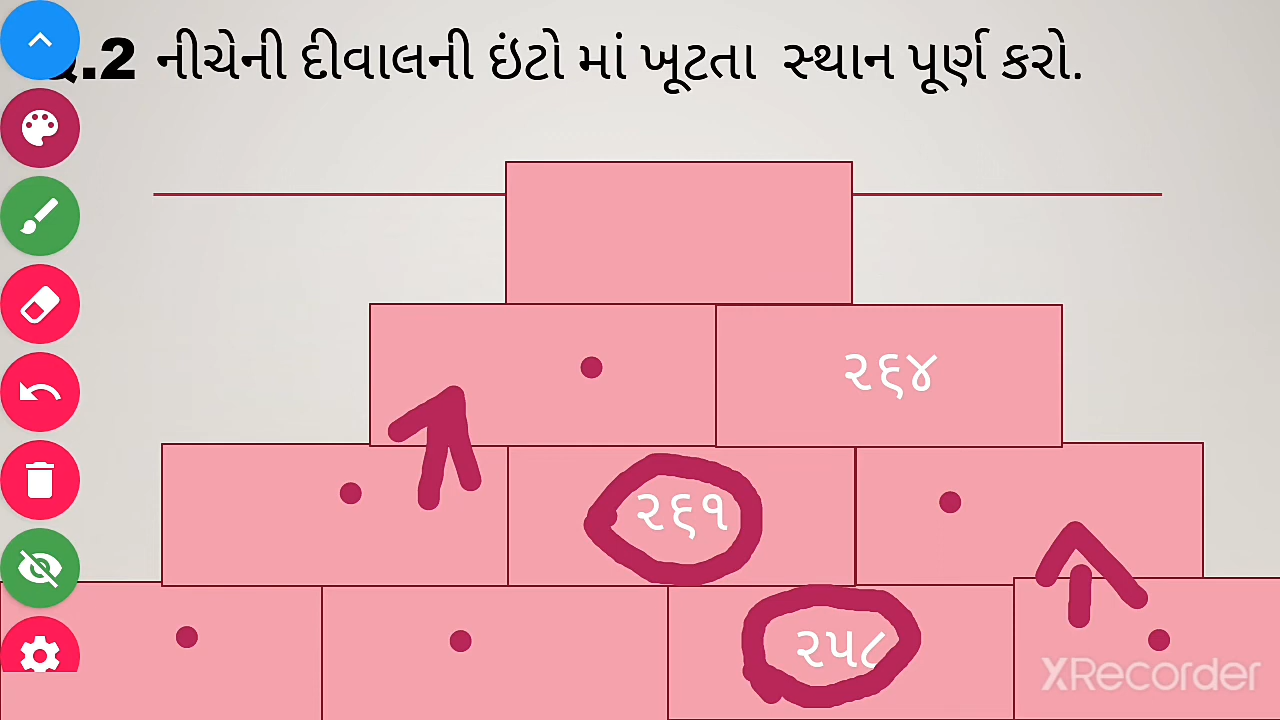 .2 નીચેની દીવાલની ઇંટો માં ખૂટતા સ્થાન પૂર્ણ કરો.
૨૬૪
૨૬૧
૨૫૮
XRecorder